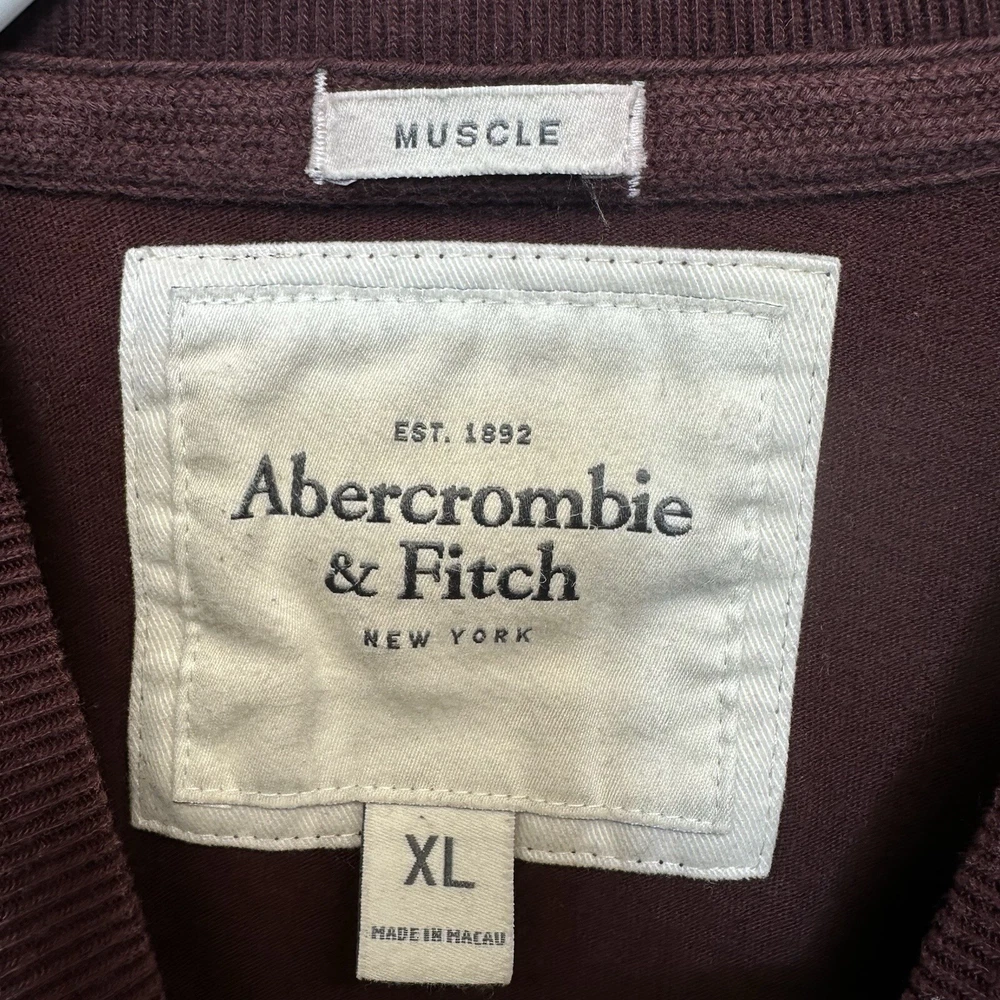 MUSCLE
EST. 1892
Abercrombie
& Fitch
NEW YORK
XL
MADE IN MACAU